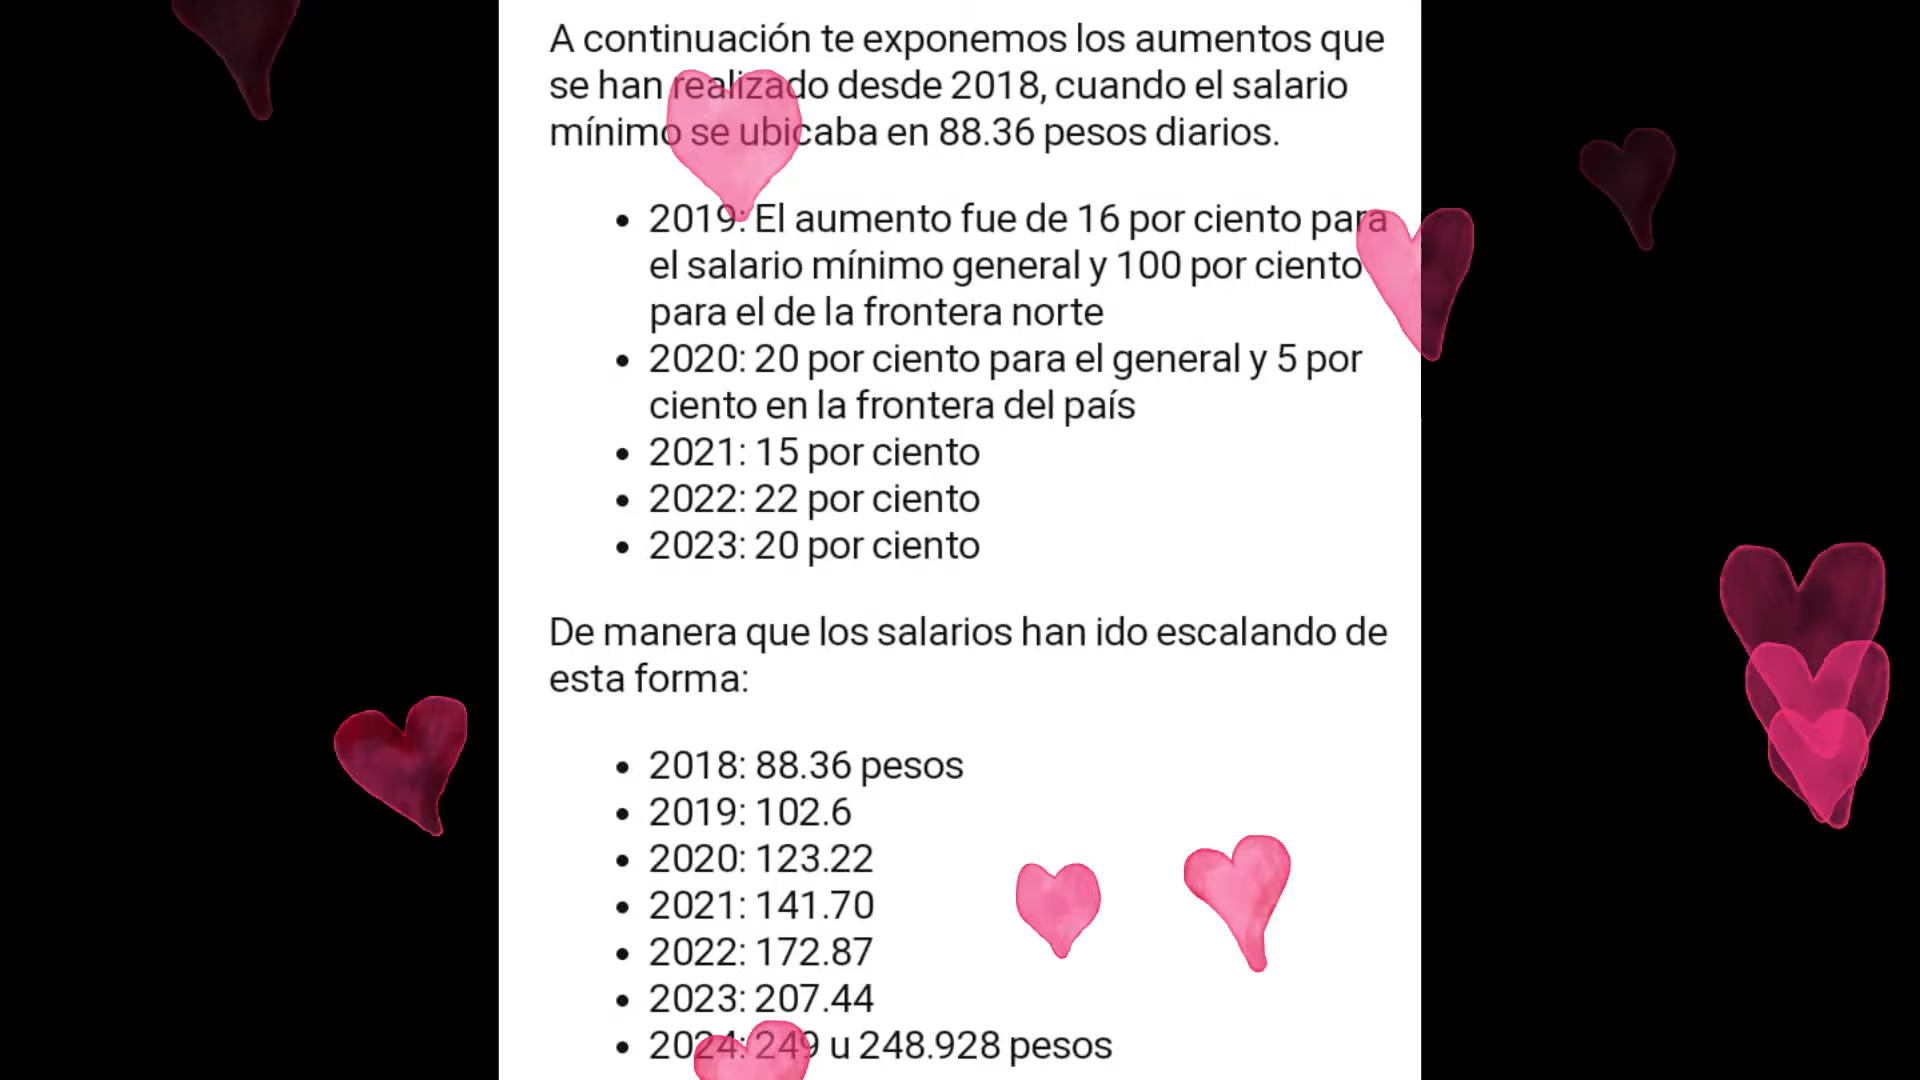 A continuación te exponemos los aumentos que
se han realizado desde 2018, cuando el salario
mínimo se ubicaba en 88.36 pesos diarios.
• 2019: El aumento fue de 16 por ciento para
el salario mínimo general y 100 por ciento
para el de la frontera norte
• 2020: 20 por ciento para el general y 5 por
ciento en la frontera del país
• 2021: 15 por ciento
• 2022: 22 por ciento
• 2023: 20 por ciento
De manera que los salarios han ido escalando de
esta forma:
• 2018: 88.36 pesos
• 2019: 102.6
• 2020: 123.22
• 2021: 141.70
• 2022: 172.87
• 2023: 207.44
• 2024: 249 u 248.928 pesos